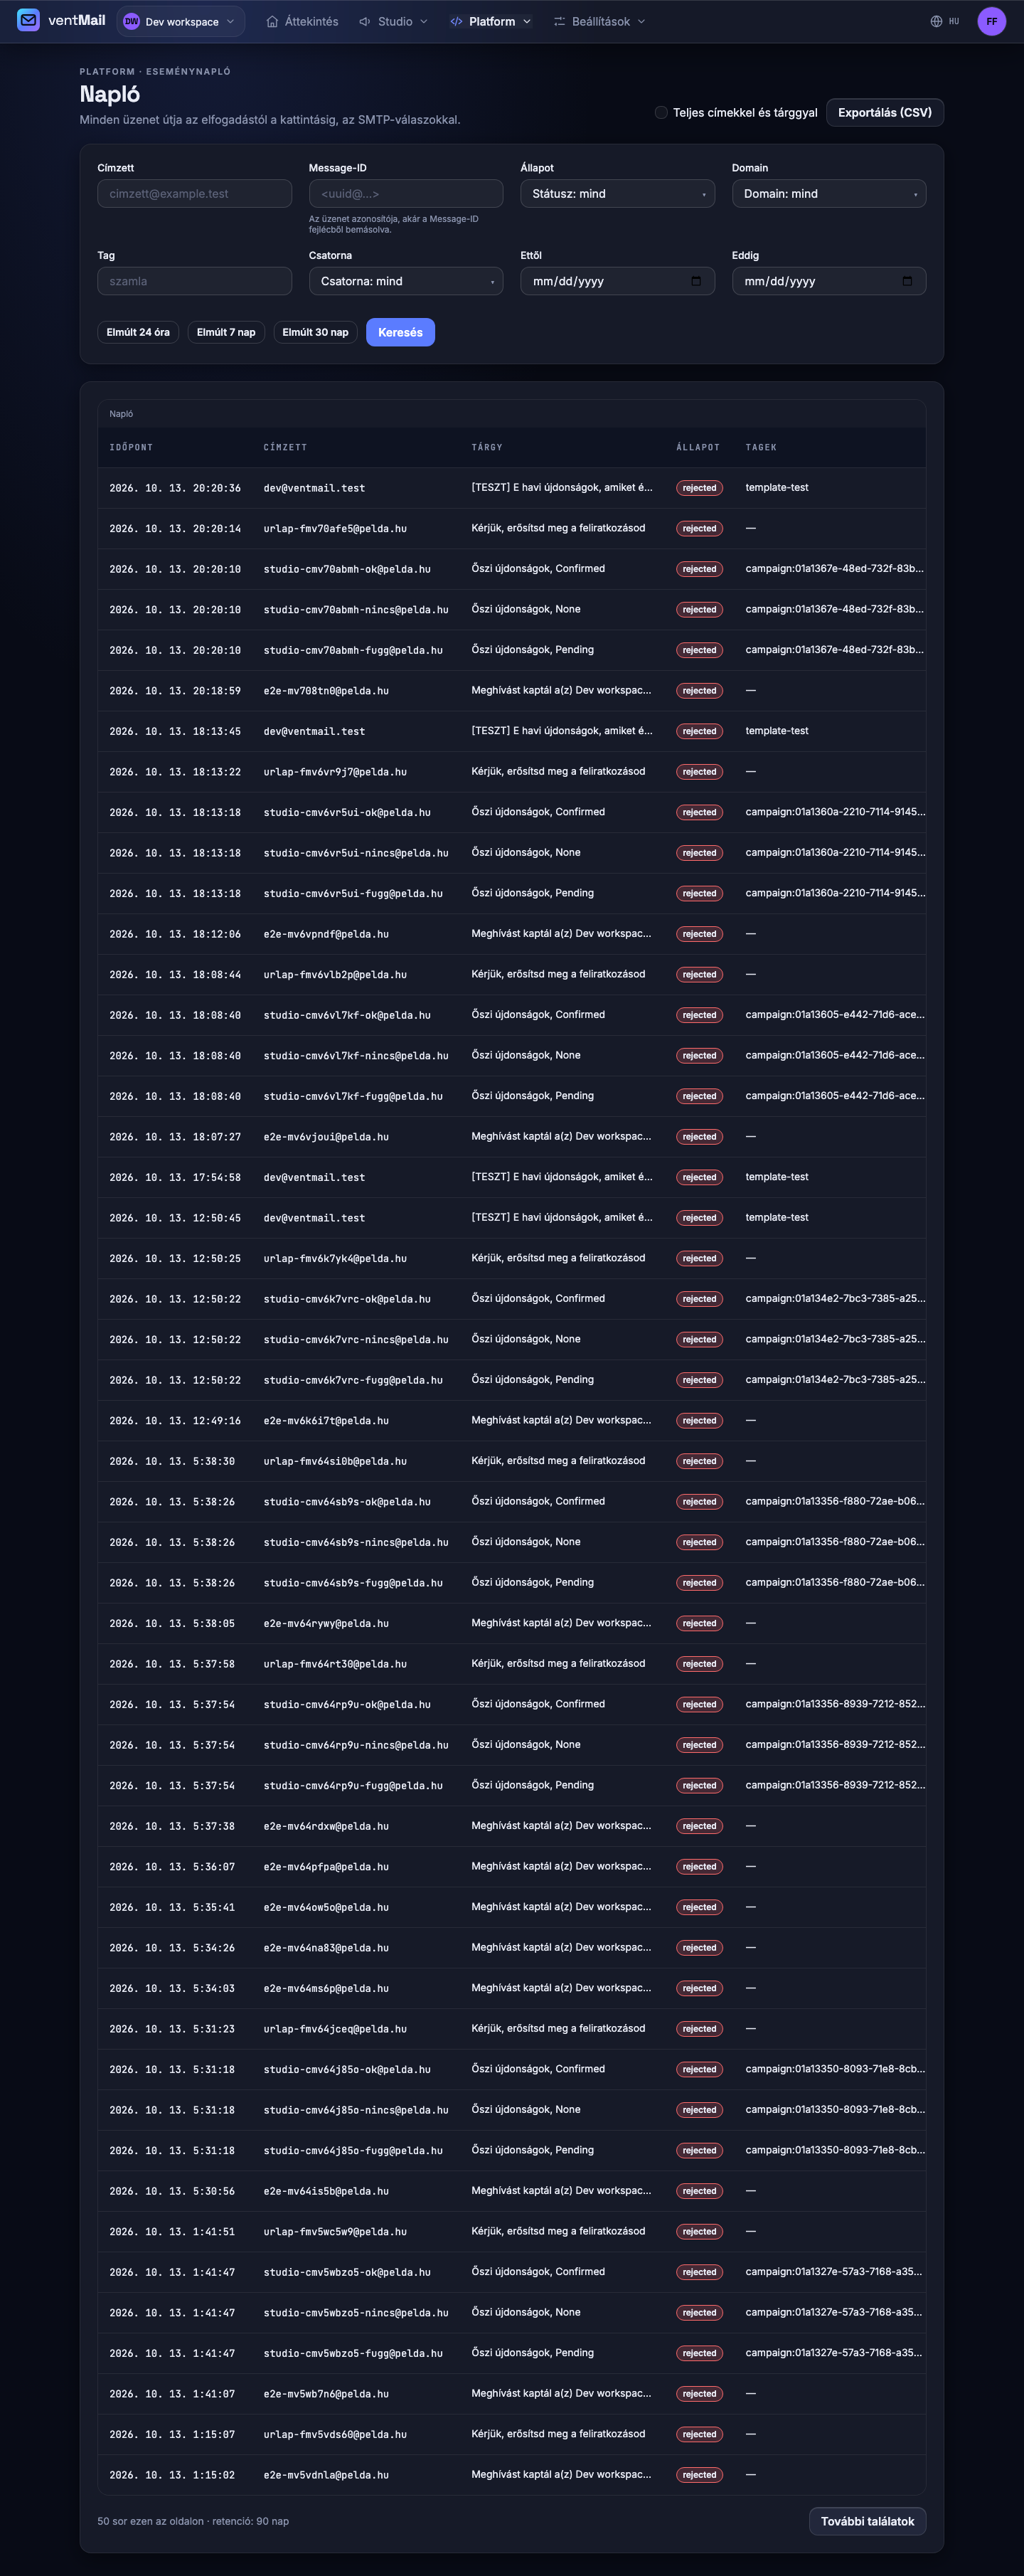 ventMail DW Dev workspace Áttekintés Studio Platform Beállítások HU FF
PLATFORM · ESEMÉNYNAPLÓ
Napló
Minden üzenet útja az elfogadástól a kattintásig, az SMTP-válaszokkal.
Teljes címekkel és tárggyal Exportálás (CSV)
Címzett Message-ID Állapot Domain
cimzett@example.test <uuid@...> Státusz: mind Domain: mind
Az üzenet azonosítója, akár a Message-ID
fejlécből bemásolva.
Tag Csatorna Ettől Eddig
szamla Csatorna: mind mm/dd/yyyy mm/dd/yyyy
Elmúlt 24 óra Elmúlt 7 nap Elmúlt 30 nap Keresés
Napló
IDŐPONT CÍMZETT TÁRGY ÁLLAPOT TAGEK
2026. 10. 13. 20:20:36 dev@ventmail.test [TESZT] E havi újdonságok, amiket é... rejected template-test
2026. 10. 13. 20:20:14 urlap-fmv70afe5@pelda.hu Kérjük, erősítsd meg a feliratkozásod rejected —
2026. 10. 13. 20:20:10 studio-cmv70abmh-ok@pelda.hu Őszi újdonságok, Confirmed rejected campaign:01a1367e-48ed-732f-83b...
2026. 10. 13. 20:20:10 studio-cmv70abmh-nincs@pelda.hu Őszi újdonságok, None rejected campaign:01a1367e-48ed-732f-83b...
2026. 10. 13. 20:20:10 studio-cmv70abmh-fugg@pelda.hu Őszi újdonságok, Pending rejected campaign:01a1367e-48ed-732f-83b...
2026. 10. 13. 20:18:59 e2e-mv708tn0@pelda.hu Meghívást kaptál a(z) Dev workspac... rejected —
2026. 10. 13. 18:13:45 dev@ventmail.test [TESZT] E havi újdonságok, amiket é... rejected template-test
2026. 10. 13. 18:13:22 urlap-fmv6vr9j7@pelda.hu Kérjük, erősítsd meg a feliratkozásod rejected —
2026. 10. 13. 18:13:18 studio-cmv6vr5ui-ok@pelda.hu Őszi újdonságok, Confirmed rejected campaign:01a1360a-2210-7114-9145...
2026. 10. 13. 18:13:18 studio-cmv6vr5ui-nincs@pelda.hu Őszi újdonságok, None rejected campaign:01a1360a-2210-7114-9145...
2026. 10. 13. 18:13:18 studio-cmv6vr5ui-fugg@pelda.hu Őszi újdonságok, Pending rejected campaign:01a1360a-2210-7114-9145...
2026. 10. 13. 18:12:06 e2e-mv6vpndf@pelda.hu Meghívást kaptál a(z) Dev workspac... rejected —
2026. 10. 13. 18:08:44 urlap-fmv6vlb2p@pelda.hu Kérjük, erősítsd meg a feliratkozásod rejected —
2026. 10. 13. 18:08:40 studio-cmv6vl7kf-ok@pelda.hu Őszi újdonságok, Confirmed rejected campaign:01a13605-e442-71d6-ace...
2026. 10. 13. 18:08:40 studio-cmv6vl7kf-nincs@pelda.hu Őszi újdonságok, None rejected campaign:01a13605-e442-71d6-ace...
2026. 10. 13. 18:08:40 studio-cmv6vl7kf-fugg@pelda.hu Őszi újdonságok, Pending rejected campaign:01a13605-e442-71d6-ace...
2026. 10. 13. 18:07:27 e2e-mv6vjoui@pelda.hu Meghívást kaptál a(z) Dev workspac... rejected —
2026. 10. 13. 17:54:58 dev@ventmail.test [TESZT] E havi újdonságok, amiket é... rejected template-test
2026. 10. 13. 12:50:45 dev@ventmail.test [TESZT] E havi újdonságok, amiket é... rejected template-test
2026. 10. 13. 12:50:25 urlap-fmv6k7yk4@pelda.hu Kérjük, erősítsd meg a feliratkozásod rejected —
2026. 10. 13. 12:50:22 studio-cmv6k7vrc-ok@pelda.hu Őszi újdonságok, Confirmed rejected campaign:01a134e2-7bc3-7385-a25...
2026. 10. 13. 12:50:22 studio-cmv6k7vrc-nincs@pelda.hu Őszi újdonságok, None rejected campaign:01a134e2-7bc3-7385-a25...
2026. 10. 13. 12:50:22 studio-cmv6k7vrc-fugg@pelda.hu Őszi újdonságok, Pending rejected campaign:01a134e2-7bc3-7385-a25...
2026. 10. 13. 12:49:16 e2e-mv6k6i7t@pelda.hu Meghívást kaptál a(z) Dev workspac... rejected —
2026. 10. 13. 5:38:30 urlap-fmv64si0b@pelda.hu Kérjük, erősítsd meg a feliratkozásod rejected —
2026. 10. 13. 5:38:26 studio-cmv64sb9s-ok@pelda.hu Őszi újdonságok, Confirmed rejected campaign:01a13356-f880-72ae-b06...
2026. 10. 13. 5:38:26 studio-cmv64sb9s-nincs@pelda.hu Őszi újdonságok, None rejected campaign:01a13356-f880-72ae-b06...
2026. 10. 13. 5:38:26 studio-cmv64sb9s-fugg@pelda.hu Őszi újdonságok, Pending rejected campaign:01a13356-f880-72ae-b06...
2026. 10. 13. 5:38:05 e2e-mv64rywy@pelda.hu Meghívást kaptál a(z) Dev workspac... rejected —
2026. 10. 13. 5:37:58 urlap-fmv64rt30@pelda.hu Kérjük, erősítsd meg a feliratkozásod rejected —
2026. 10. 13. 5:37:54 studio-cmv64rp9u-ok@pelda.hu Őszi újdonságok, Confirmed rejected campaign:01a13356-8939-7212-852...
2026. 10. 13. 5:37:54 studio-cmv64rp9u-nincs@pelda.hu Őszi újdonságok, None rejected campaign:01a13356-8939-7212-852...
2026. 10. 13. 5:37:54 studio-cmv64rp9u-fugg@pelda.hu Őszi újdonságok, Pending rejected campaign:01a13356-8939-7212-852...
2026. 10. 13. 5:37:38 e2e-mv64rdxw@pelda.hu Meghívást kaptál a(z) Dev workspac... rejected —
2026. 10. 13. 5:36:07 e2e-mv64pfpa@pelda.hu Meghívást kaptál a(z) Dev workspac... rejected —
2026. 10. 13. 5:35:41 e2e-mv64ow5o@pelda.hu Meghívást kaptál a(z) Dev workspac... rejected —
2026. 10. 13. 5:34:26 e2e-mv64na83@pelda.hu Meghívást kaptál a(z) Dev workspac... rejected —
2026. 10. 13. 5:34:03 e2e-mv64ms6p@pelda.hu Meghívást kaptál a(z) Dev workspac... rejected —
2026. 10. 13. 5:31:23 urlap-fmv64jceq@pelda.hu Kérjük, erősítsd meg a feliratkozásod rejected —
2026. 10. 13. 5:31:18 studio-cmv64j85o-ok@pelda.hu Őszi újdonságok, Confirmed rejected campaign:01a13350-8093-71e8-8cb...
2026. 10. 13. 5:31:18 studio-cmv64j85o-nincs@pelda.hu Őszi újdonságok, None rejected campaign:01a13350-8093-71e8-8cb...
2026. 10. 13. 5:31:18 studio-cmv64j85o-fugg@pelda.hu Őszi újdonságok, Pending rejected campaign:01a13350-8093-71e8-8cb...
2026. 10. 13. 5:30:56 e2e-mv64is5b@pelda.hu Meghívást kaptál a(z) Dev workspac... rejected —
2026. 10. 13. 1:41:51 urlap-fmv5wc5w9@pelda.hu Kérjük, erősítsd meg a feliratkozásod rejected —
2026. 10. 13. 1:41:47 studio-cmv5wbzo5-ok@pelda.hu Őszi újdonságok, Confirmed rejected campaign:01a1327e-57a3-7168-a35...
2026. 10. 13. 1:41:47 studio-cmv5wbzo5-nincs@pelda.hu Őszi újdonságok, None rejected campaign:01a1327e-57a3-7168-a35...
2026. 10. 13. 1:41:47 studio-cmv5wbzo5-fugg@pelda.hu Őszi újdonságok, Pending rejected campaign:01a1327e-57a3-7168-a35...
2026. 10. 13. 1:41:07 e2e-mv5wb7n6@pelda.hu Meghívást kaptál a(z) Dev workspac... rejected —
2026. 10. 13. 1:15:07 urlap-fmv5vds60@pelda.hu Kérjük, erősítsd meg a feliratkozásod rejected —
2026. 10. 13. 1:15:02 e2e-mv5vdnla@pelda.hu Meghívást kaptál a(z) Dev workspac... rejected —
50 sor ezen az oldalon · retenció: 90 nap További találatok